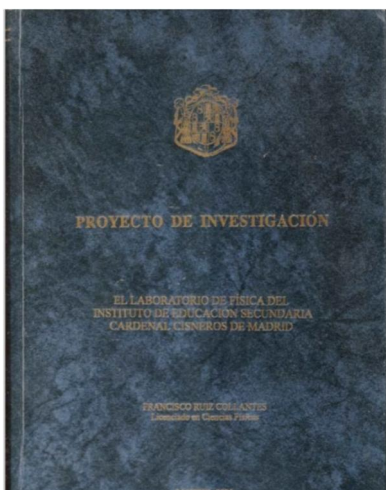 PROYECTO DE INVESTIGACIÓN
EL LABORATORIO DE FÍSICA DEL
INSTITUTO DE EDUCACIÓN SECUNDARIA
CARDENAL CISNEROS DE MADRID
FRANCISCO RUIZ COLLANTES
Licenciado en Ciencias Físicas